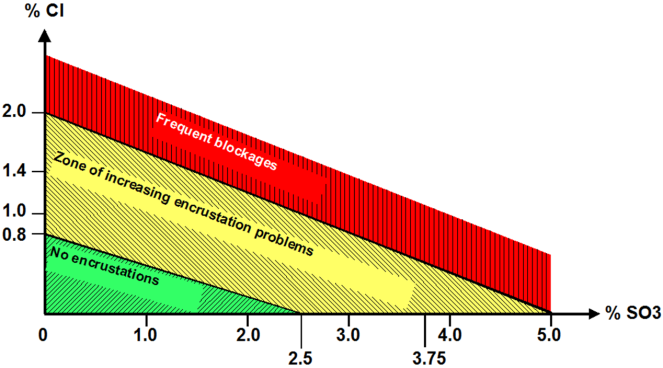 % Cl
2.0
1.4
1.0
0.8
Frequent blockages
Zone of increasing encrustation problems
No encrustations
% SO3
0 1.0 2.0 3.0 4.0 5.0
2.5 3.75